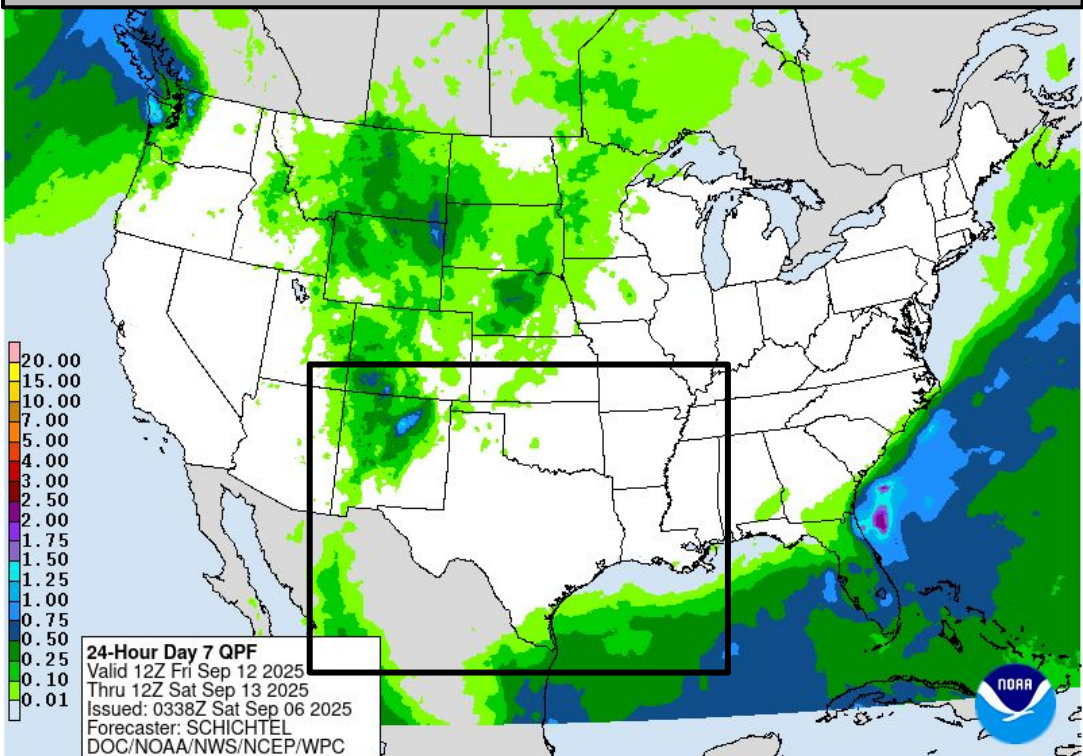 20.00
15.00
10.00
7.00
5.00
4.00
3.00
2.50
2.00
1.75
1.50
1.25
1.00
0.75
0.50
0.25
0.10
0.01
24-Hour Day 7 QPF
Valid 12Z Fri Sep 12 2025
Thru 12Z Sat Sep 13 2025
Issued: 0338Z Sat Sep 06 2025
Forecaster: SCHICHTEL
DOC/NOAA/NWS/NCEP/WPC
NOAA